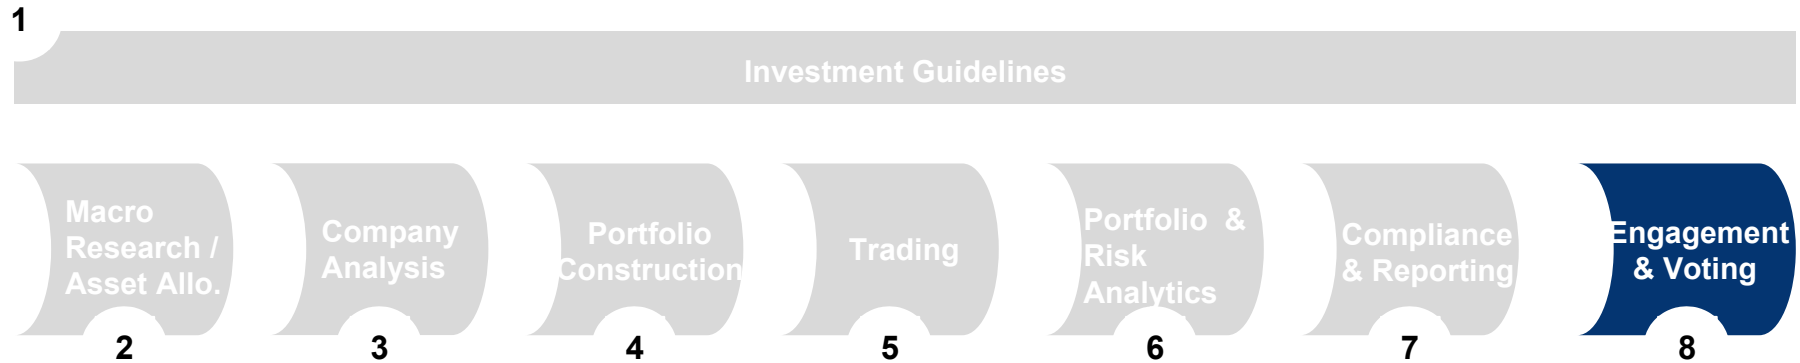 1
Investment Guidelines
Macro
Research /
Asset Allo.
Company
Analysis
Portfolio
Construction
Trading
Portfolio &
Risk
Analytics
Compliance
& Reporting
Engagement
& Voting
2
3
4
5
6
7
8